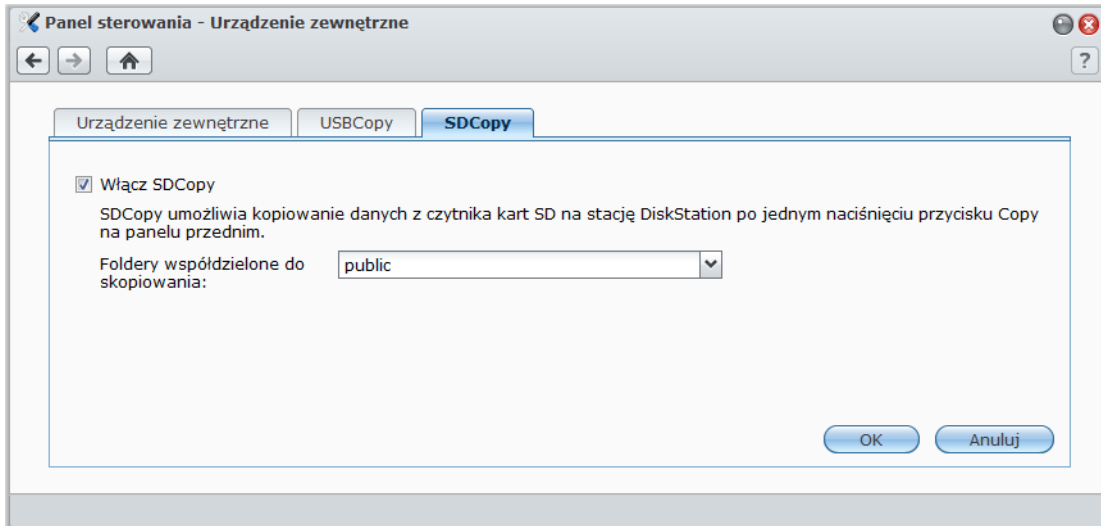 Panel sterowania - Urządzenie zewnętrzne
?
Urządzenie zewnętrzne
USBCopy
SDCopy
Włącz SDCopy
SDCopy umożliwia kopiowanie danych z czytnika kart SD na stację DiskStation po jednym naciśnięciu przycisku Copy
na panelu przednim.
Foldery współdzielone do
skopiowania:
public
OK
Anuluj